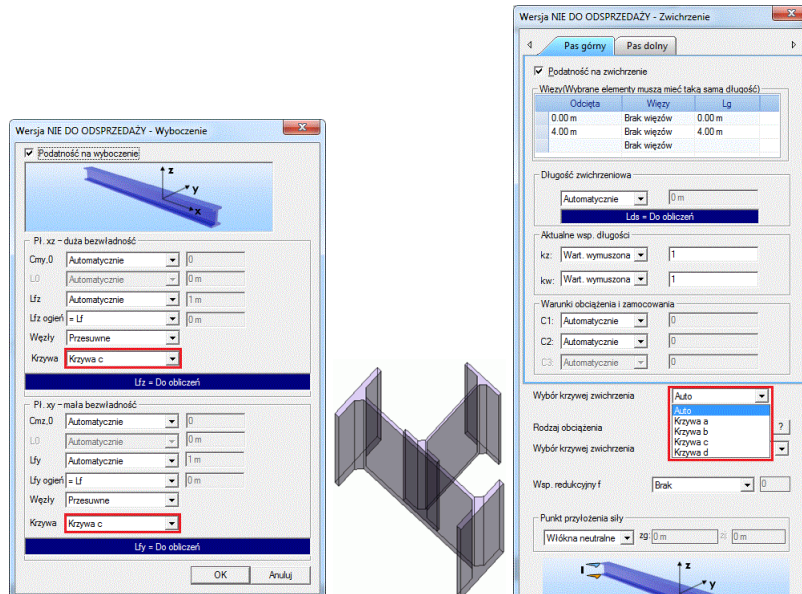 Wersja NIE DO ODSPRZEDAŻY - Wyboczenie
Podatność na wyboczenie
z
y
x
Pł. xz - duża bezwładność
Cmy,0 Automatycznie 0
L0 Automatycznie 0 m
Lfz Automatycznie 1 m
Lfz ogień = Lf 0 m
Węzły Przesuwne
Krzywa Krzywa c
Lfz = Do obliczeń
Pł. xy - mała bezwładność
Cmz,0 Automatycznie 0
L0 Automatycznie 0 m
Lfy Automatycznie 1 m
Lfy ogień = Lf 0 m
Węzły Przesuwne
Krzywa Krzywa c
Lfy = Do obliczeń
OK Anuluj
Wersja NIE DO ODSPRZEDAŻY - Zwichrzenie
Pas górny Pas dolny
Podatność na zwichrzenie
Więzy(Wybrane elementy muszą mieć taką samą długość)
Odcięta Więzy Lg
0.00 m Brak więzów 0.00 m
4.00 m Brak więzów 4.00 m
Brak więzów
Długość zwichrzeniowa
Automatycznie 0 m
Lds = Do obliczeń
Aktualne wsp. długości
kz: Wart. wymuszona 1
kw: Wart. wymuszona 1
Warunki obciążenia i zamocowania
C1: Automatycznie 0
C2: Automatycznie 0
C3: Automatycznie 0
Wybór krzywej zwichrzenia Auto
Auto
Krzywa a
Krzywa b
Krzywa c
Krzywa d
Rodzaj obciążenia ?
Wybór krzywej zwichrzenia
Wsp. redukcyjny f Brak 0
Punkt przyłożenia siły
Włókna neutralne zg: 0 m z: 0 m
z
y